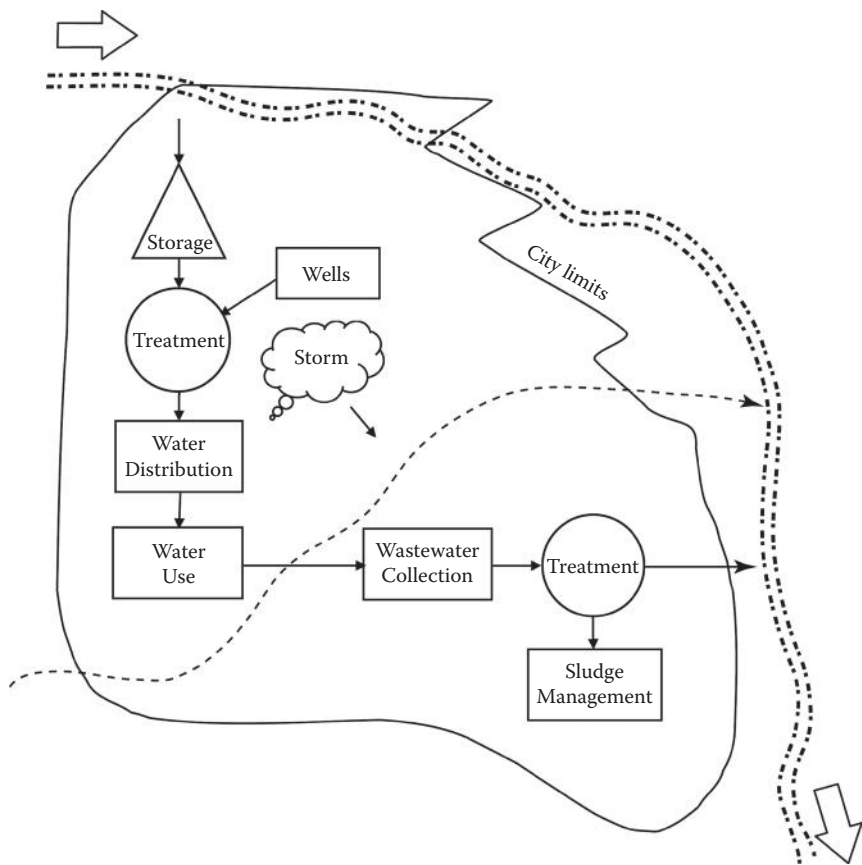 Storage
Wells
City limits
Treatment
Storm
Water
Distribution
Water
Use
Wastewater
Collection
Treatment
Sludge
Management